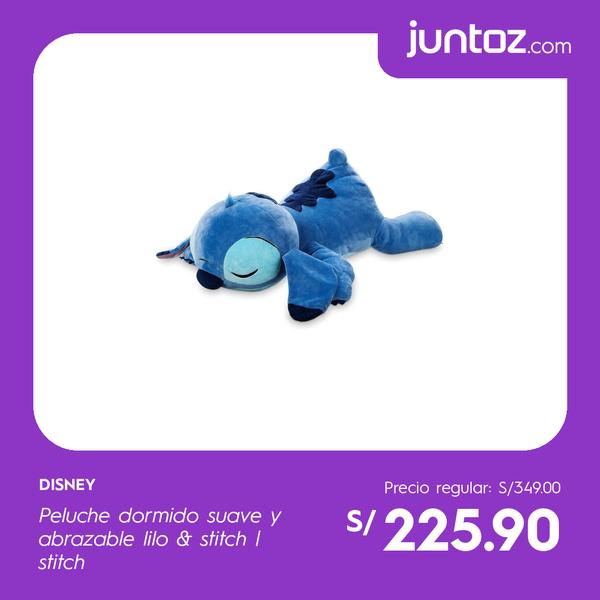 juntoz.com
DISNEY
Peluche dormido suave y
abrazable lilo & stitch |
stitch
Precio regular: S/349.00
S/225.90